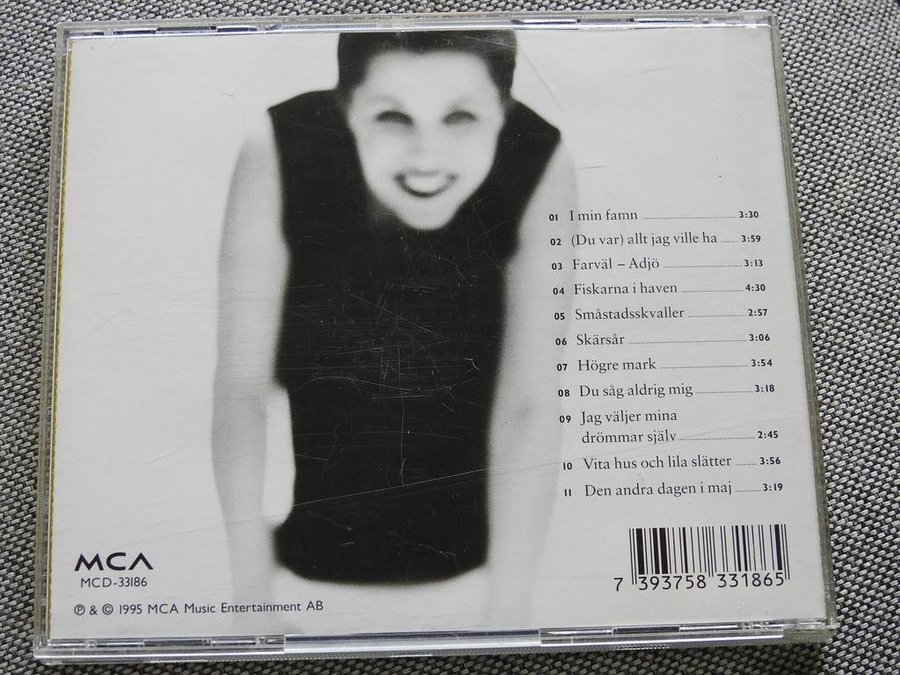 01 I min famn 3:30
02 (Du var) allt jag ville ha 3:59
03 Farväl – Adjö 3:13
04 Fiskarna i haven 4:30
05 Småstadsskvaller 2:57
06 Skärsår 3:06
07 Högre mark 3:54
08 Du såg aldrig mig 3:18
09 Jag väljer mina
drömmar själv 2:45
10 Vita hus och lila slätter 3:56
11 Den andra dagen i maj 3:19
MCA
MCD-33186
℗ & © 1995 MCA Music Entertainment AB
7 393758 331865